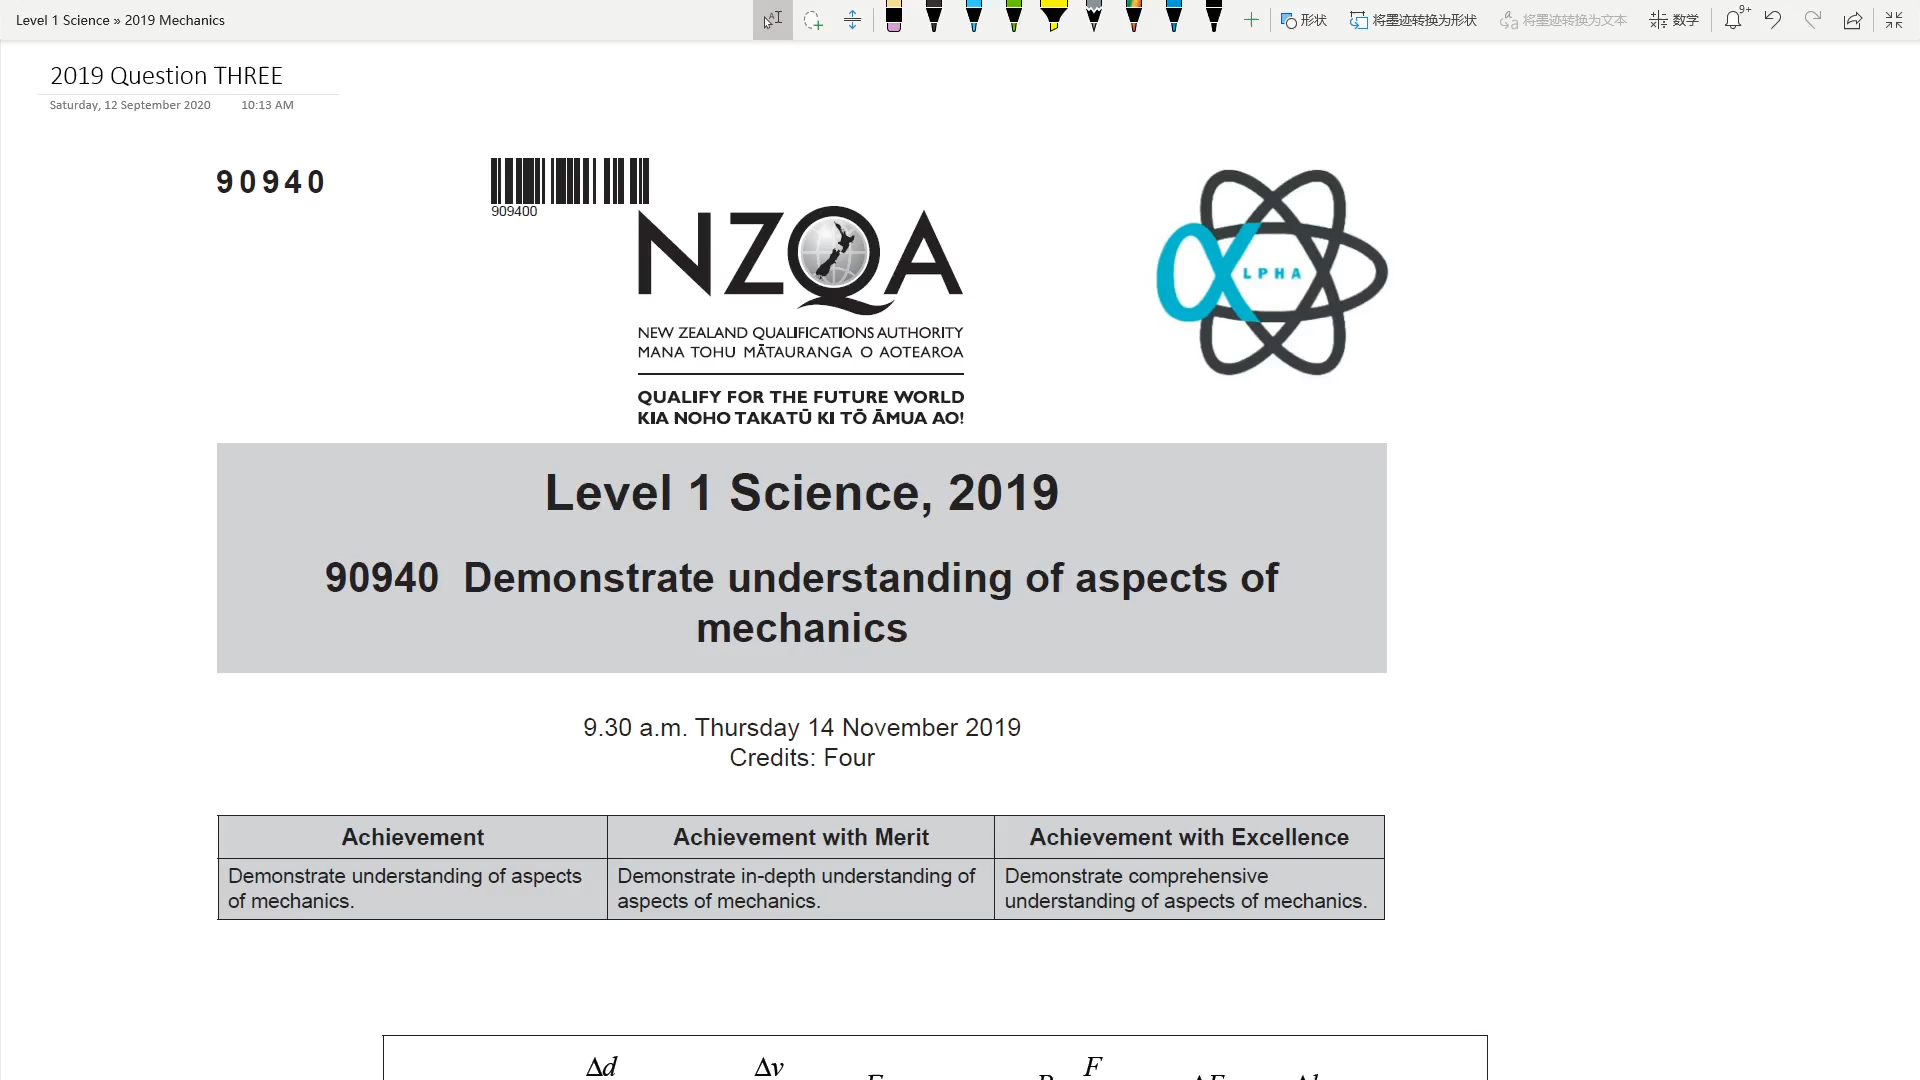 Level 1 Science » 2019 Mechanics
形状
将墨迹转换为形状
将墨迹转换为文本
数学
9+
2019 Question THREE
Saturday, 12 September 2020 10:13 AM
90940
909400
NZQA
NEW ZEALAND QUALIFICATIONS AUTHORITY
MANA TOHU MĀTAURANGA O AOTEAROA
QUALIFY FOR THE FUTURE WORLD
KIA NOHO TAKATŪ KI TŌ ĀMUA AO!
αLPHA
Level 1 Science, 2019
90940 Demonstrate understanding of aspects of
mechanics
9.30 a.m. Thursday 14 November 2019
Credits: Four
Achievement Achievement with Merit Achievement with Excellence
Demonstrate understanding of aspects Demonstrate in-depth understanding of Demonstrate comprehensive
of mechanics. aspects of mechanics. understanding of aspects of mechanics.
Δd Δv F